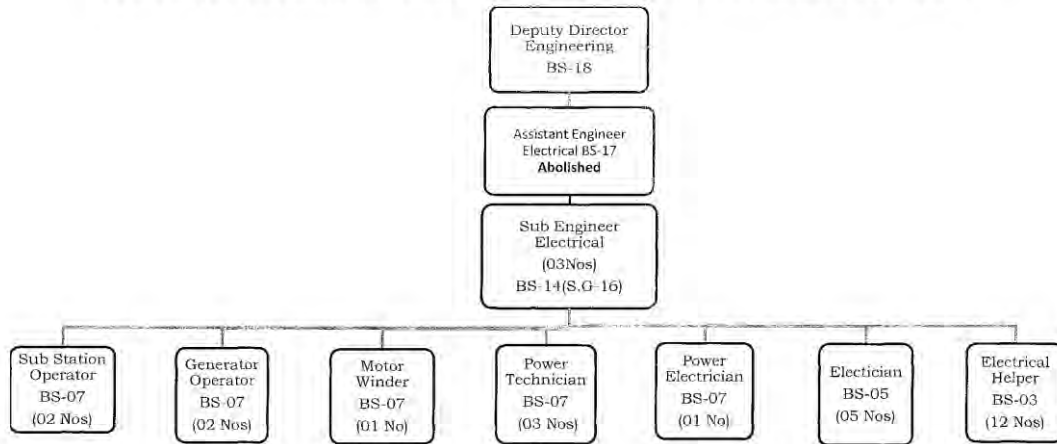 Deputy Director
Engineering
BS-18
Assistant Engineer
Electrical BS-17
Abolished
Sub Engineer
Electrical
(03Nos)
BS-14(S.G-16)
Sub Station
Operator
BS-07
(02 Nos)
Generator
Operator
BS-07
(02 Nos)
Motor
Winder
BS-07
(01 No)
Power
Technician
BS-07
(03 Nos)
Power
Electrician
BS-07
(01 No)
Electician
BS-05
(05 Nos)
Electrical
Helper
BS-03
(12 Nos)